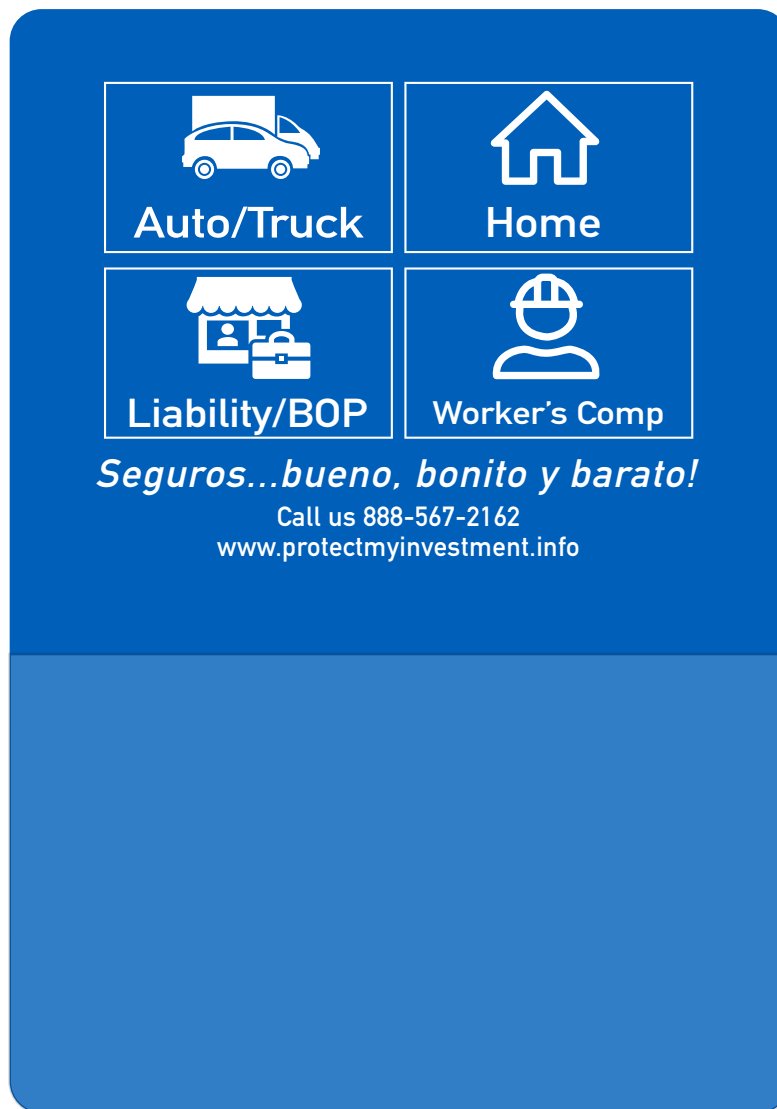 Auto/Truck
Home
Liability/BOP
Worker's Comp
Seguros...bueno, bonito y barato!
Call us 888-567-2162
www.protectmyinvestment.info